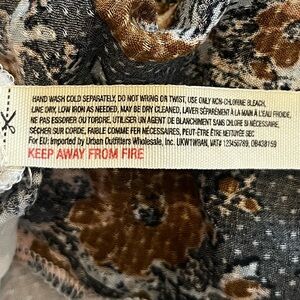 HAND WASH COLD SEPARATELY, DO NOT WRING OR TWIST, USE ONLY NON-CHLORINE BLEACH,
LINE DRY, LOW IRON AS NEEDED, MAY BE DRY CLEANED, LAVER SÉPARÉMENT À LA MAIN À L'EAU FROIDE,
NE PAS ESSORER OU TORDRE, UTILISER UN AGENT DE BLANCHIMENT SANS CHLORE SI NÉCESSAIRE,
SÉCHER SUR CORDE, FAIBLE COMME FER NÉCESSAIRES, PEUT-ÊTRE ÊTRE NETTOYÉ SEC
For EU: Imported by Urban Outfitters Wholesale, Inc. UKW1W8AN, VAT# 123450789, OB438159
KEEP AWAY FROM FIRE